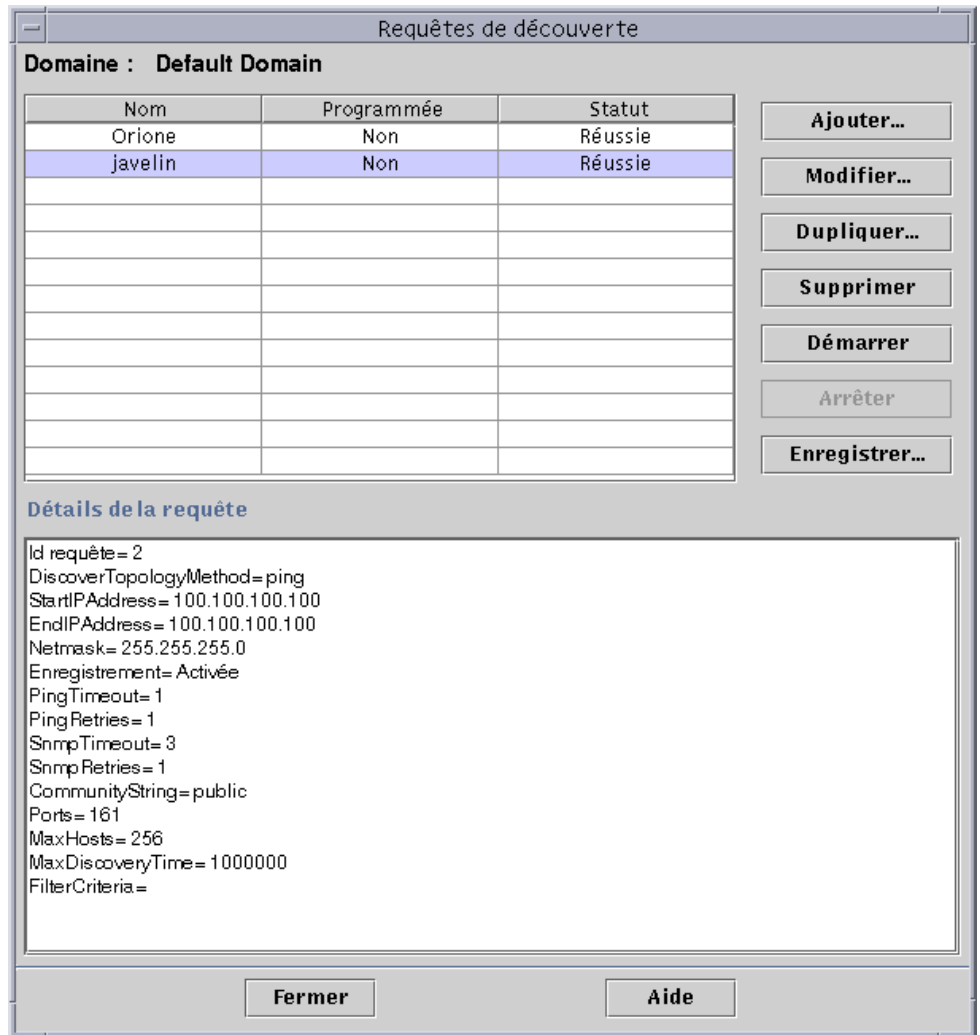 Requêtes de découverte
Domaine : Default Domain
Nom Programmée Statut
Orione Non Réussie
javelin Non Réussie
Ajouter...
Modifier...
Dupliquer...
Supprimer
Démarrer
Arrêter
Enregistrer...
Détails de la requête
Id requête= 2
DiscoverTopologyMethod= ping
StartIPAddress= 100.100.100.100
EndIPAddress= 100.100.100.100
Netmask= 255.255.255.0
Enregistrement= Activée
PingTimeout= 1
PingRetries= 1
SnmpTimeout= 3
SnmpRetries= 1
CommunityString= public
Ports= 161
MaxHosts= 256
MaxDiscoveryTime= 1000000
FilterCriteria=
Fermer Aide